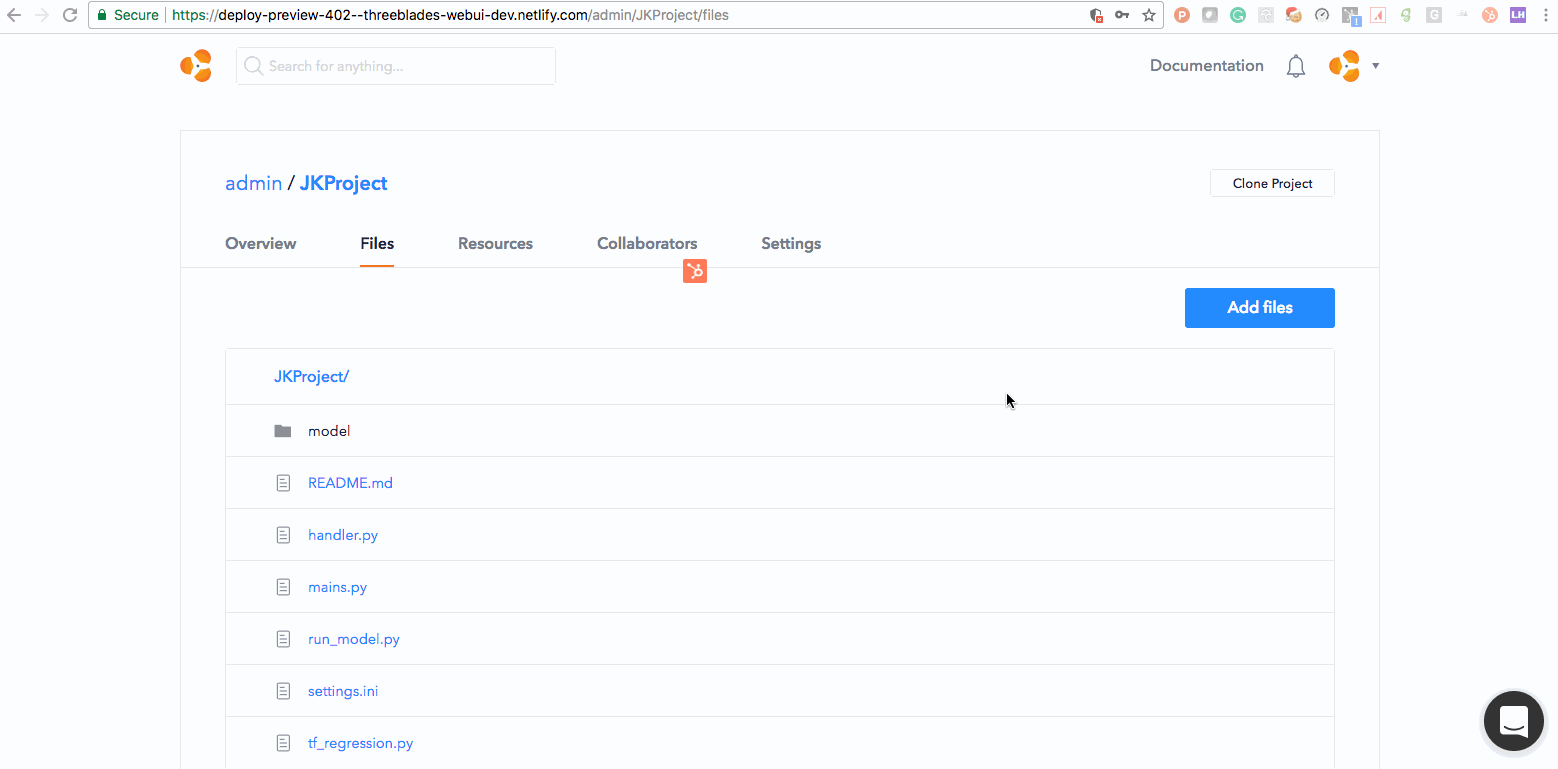 Secure https://deploy-preview-402--threeblades-webui-dev.netlify.com/admin/JKProject/files
Search for anything...
Documentation
admin / JKProject
Clone Project
Overview Files Resources Collaborators Settings
Add files
JKProject/
model
README.md
handler.py
mains.py
run_model.py
settings.ini
tf_regression.py